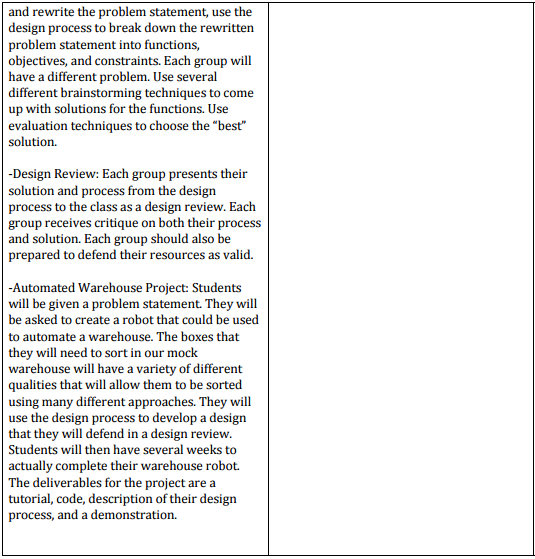 and rewrite the problem statement, use the
design process to break down the rewritten
problem statement into functions,
objectives, and constraints. Each group will
have a different problem. Use several
different brainstorming techniques to come
up with solutions for the functions. Use
evaluation techniques to choose the “best”
solution.
-Design Review: Each group presents their
solution and process from the design
process to the class as a design review. Each
group receives critique on both their process
and solution. Each group should also be
prepared to defend their resources as valid.
-Automated Warehouse Project: Students
will be given a problem statement. They will
be asked to create a robot that could be used
to automate a warehouse. The boxes that
they will need to sort in our mock
warehouse will have a variety of different
qualities that will allow them to be sorted
using many different approaches. They will
use the design process to develop a design
that they will defend in a design review.
Students will then have several weeks to
actually complete their warehouse robot.
The deliverables for the project are a
tutorial, code, description of their design
process, and a demonstration.